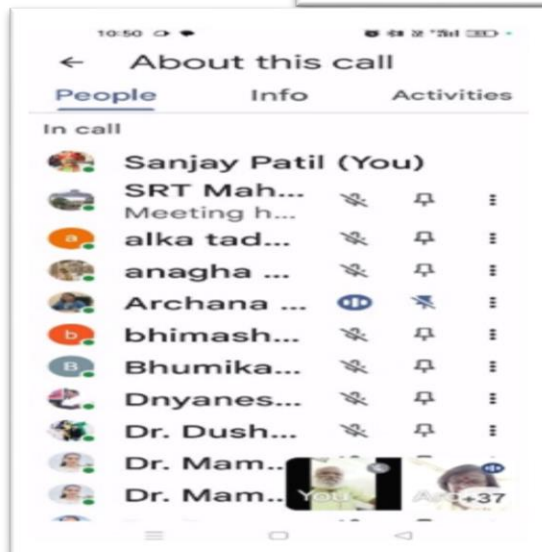 10:50
← About this call
People Info Activities
In call
Sanjay Patil (You)
SRT Mah...
Meeting h...
alka tad...
anagha ...
Archana ...
bhimash...
Bhumika...
Dnyanes...
Dr. Dush...
Dr. Mam...
Dr. Mam...
You +37